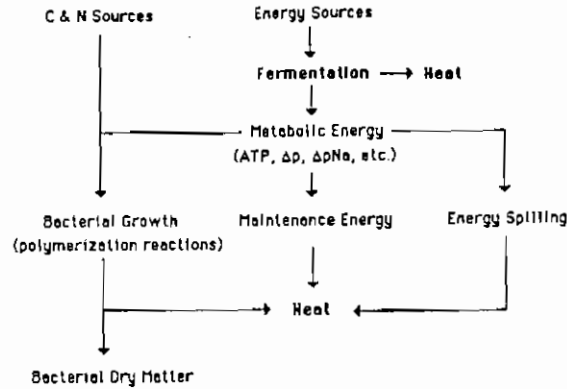 C & N Sources
Energy Sources
Fermentation
Heat
Metabolic Energy
(ATP, Δp, ΔpNa, etc.)
Bacterial Growth
(polymerization reactions)
Maintenance Energy
Energy Spilling
Heat
Bacterial Dry Matter